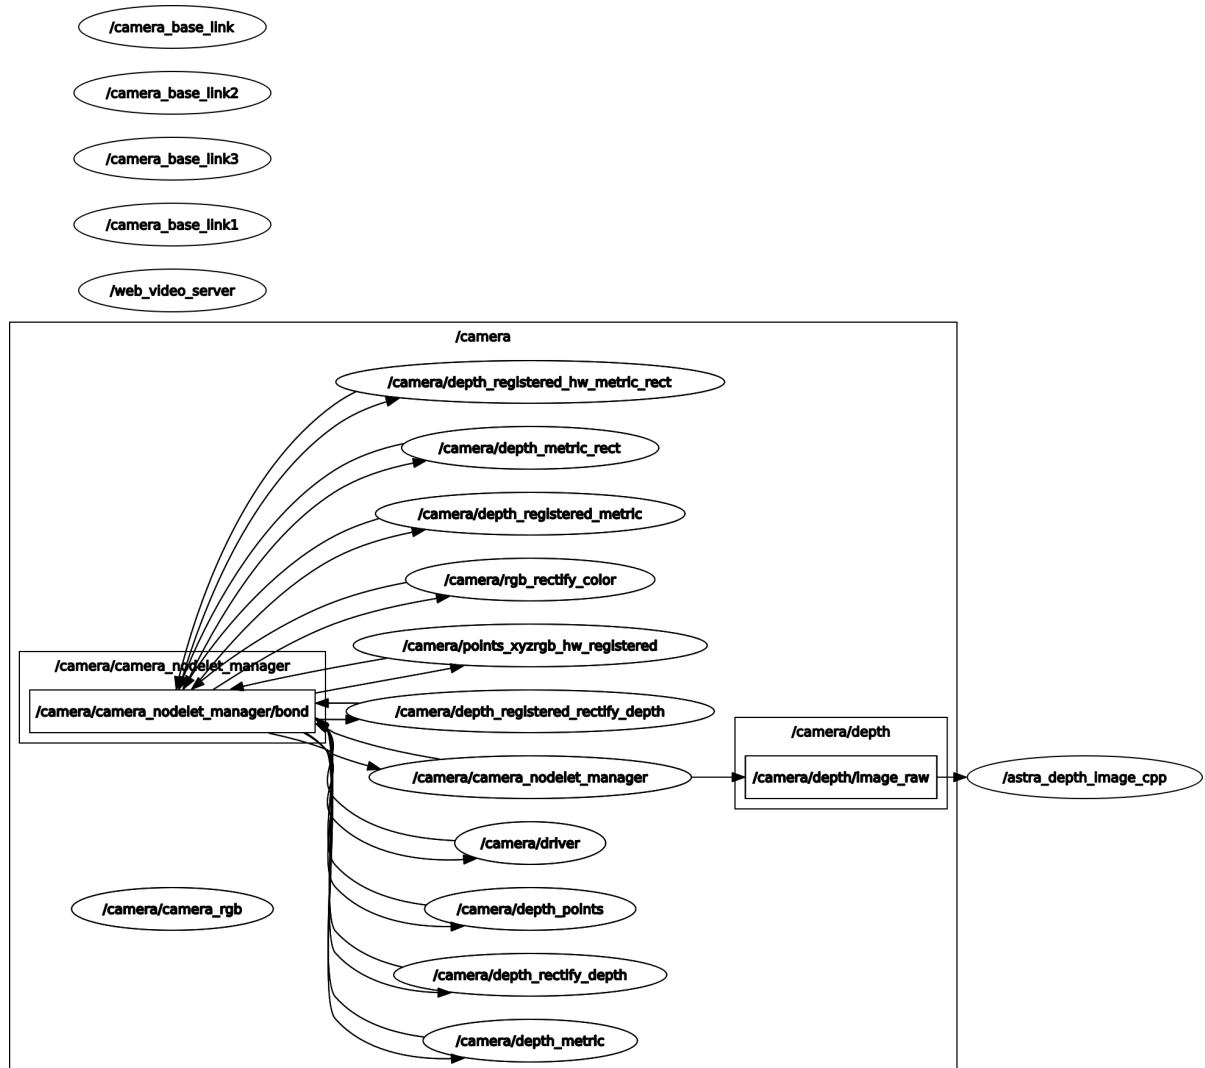 /camera_base_link
/camera_base_link2
/camera_base_link3
/camera_base_link1
/web_video_server
/camera
/camera/depth_registered_hw_metric_rect
/camera/depth_metric_rect
/camera/depth_registered_metric
/camera/rgb_rectify_color
/camera/points_xyzrgb_hw_registered
/camera/camera_nodelet_manager
/camera/camera_nodelet_manager/bond
/camera/depth_registered_rectify_depth
/camera/depth
/camera/camera_nodelet_manager
/camera/depth/image_raw
/astra_depth_image_cpp
/camera/driver
/camera/camera_rgb
/camera/depth_points
/camera/depth_rectify_depth
/camera/depth_metric